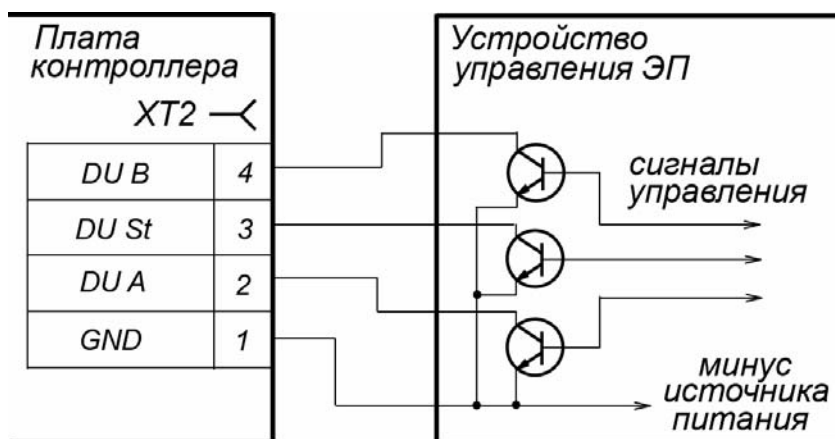 Плата
контроллера
XT2
DU B 4
DU St 3
DU A 2
GND 1
Устройство
управления ЭП
сигналы
управления
минус
источника
питания